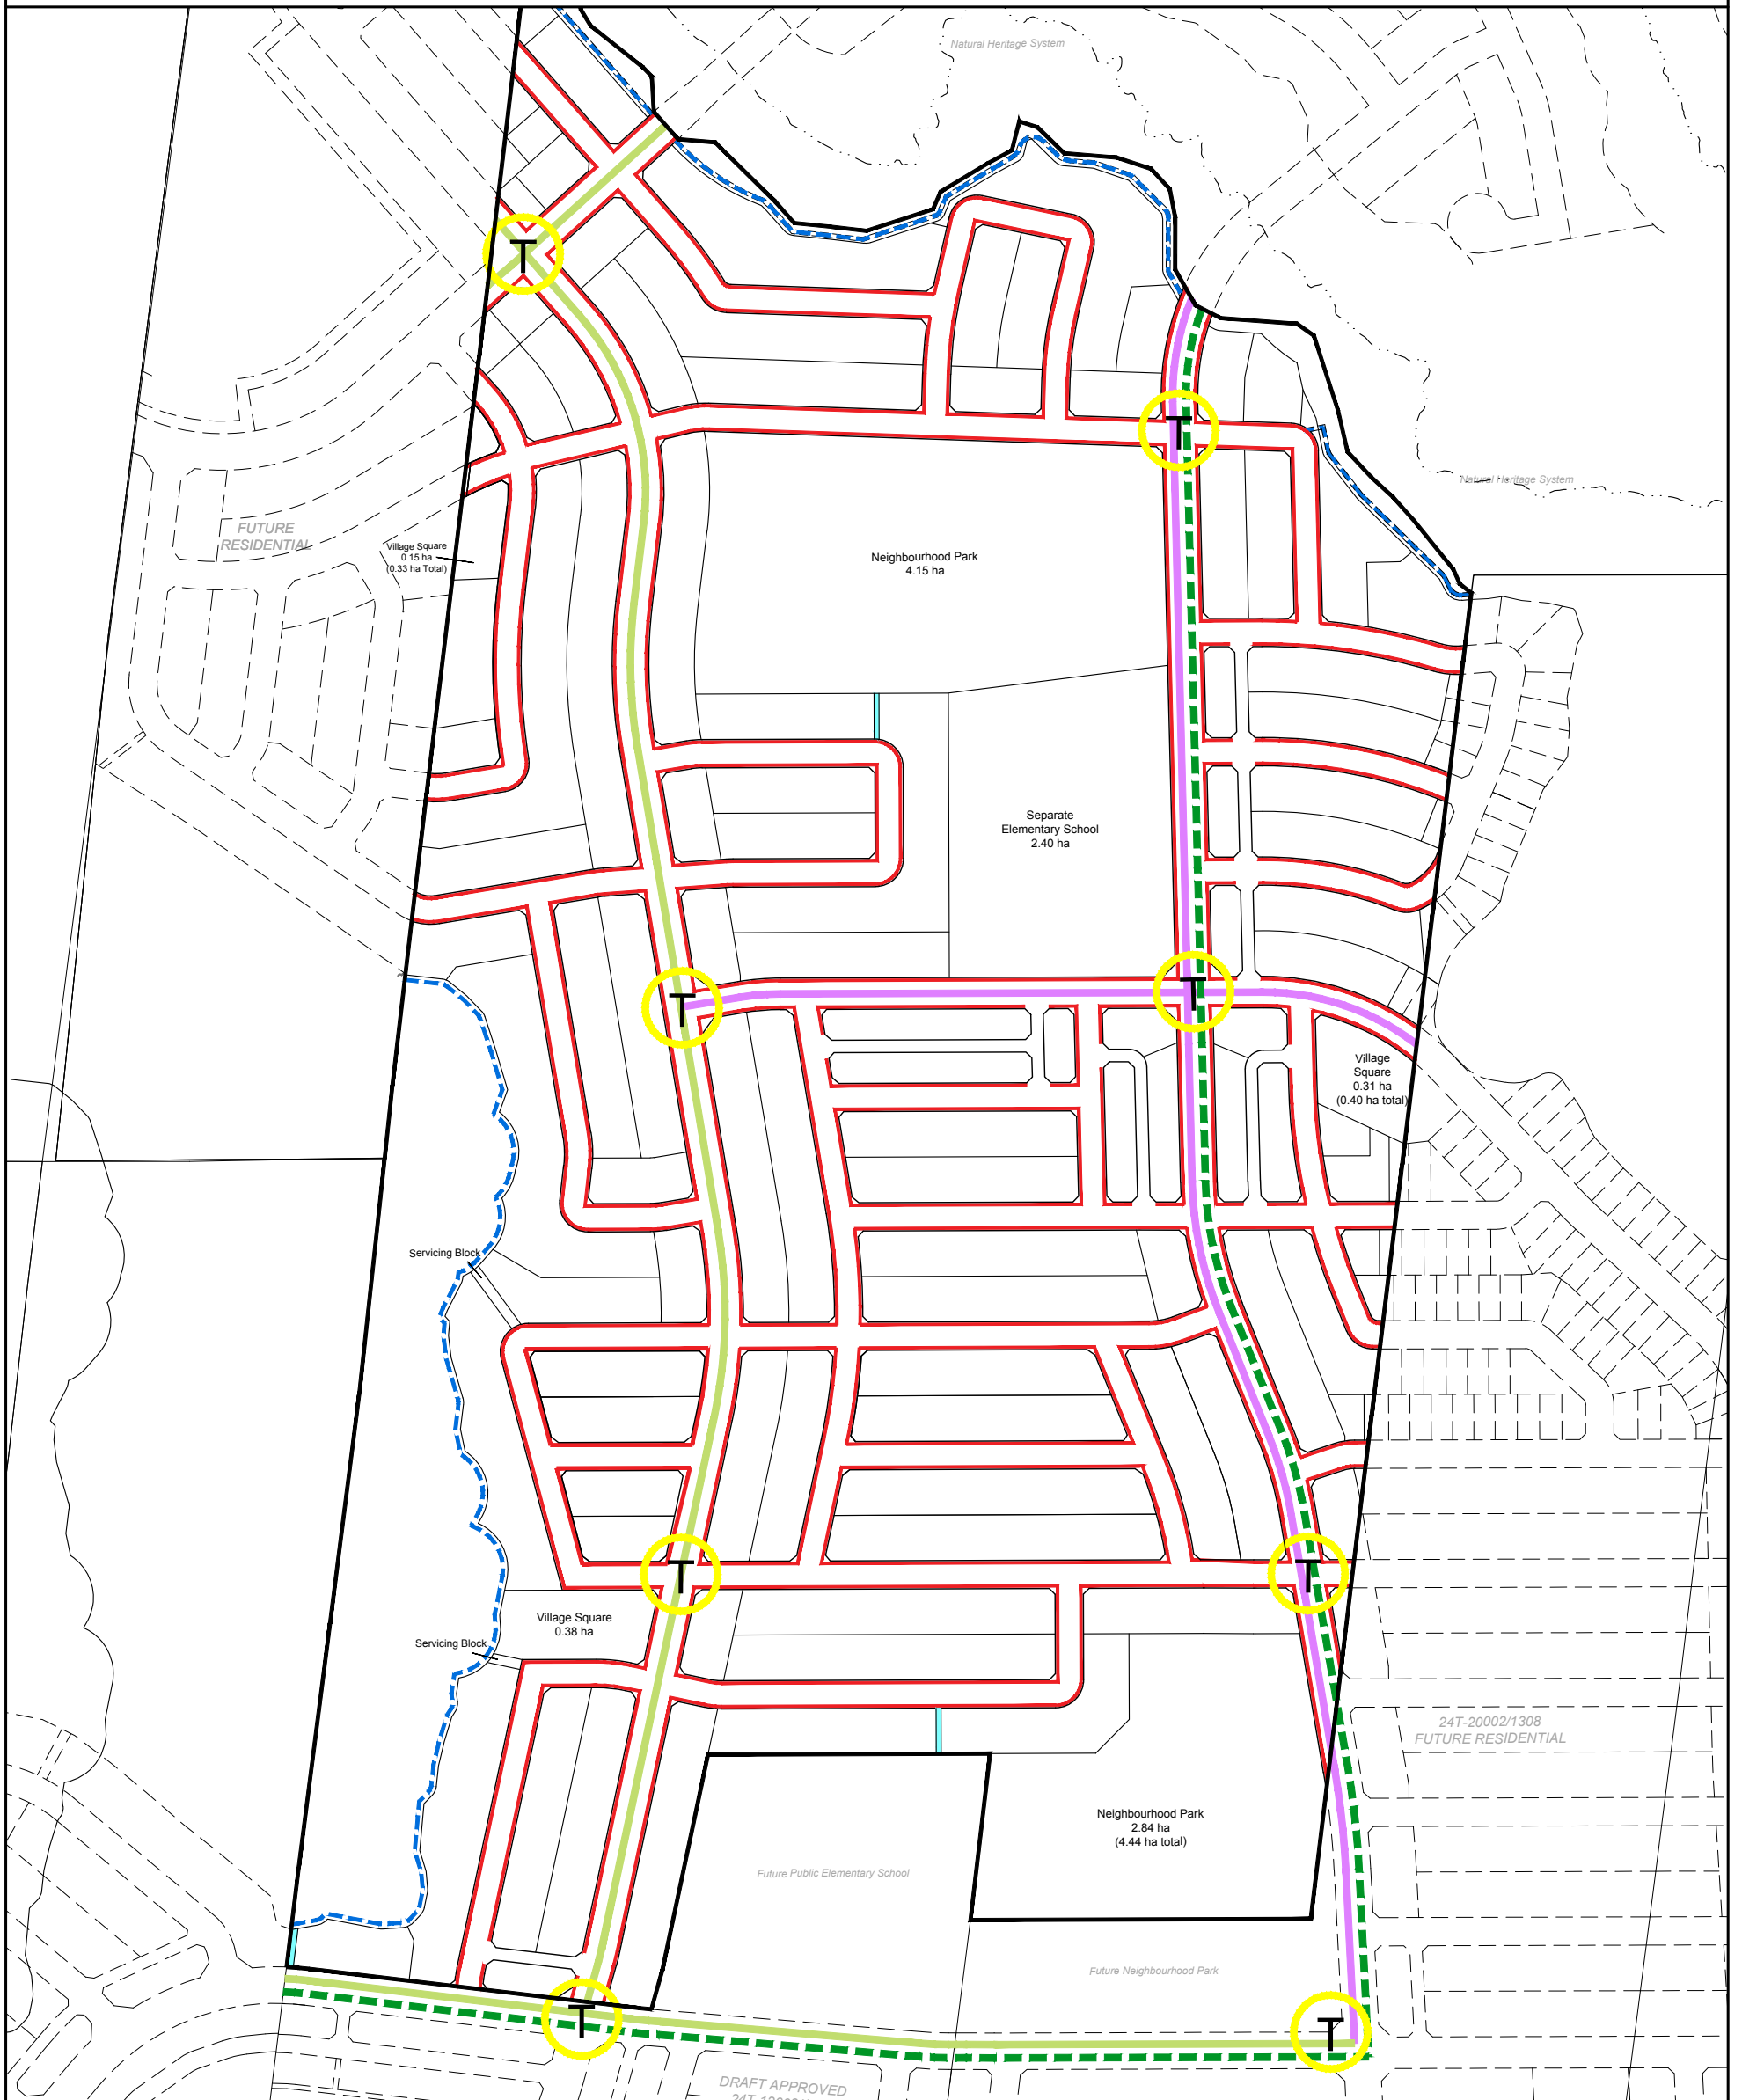 Natural Heritage System
T
T
Natural Heritage System
FUTURE
RESIDENTIAL
Village Square
0.15 ha
(0.33 ha Total)
Neighbourhood Park
4.15 ha
Separate
Elementary School
2.40 ha
T
T
Village
Square
0.31 ha
(0.40 ha total)
Servicing Block
T
T
Village Square
0.38 ha
Servicing Block
24T-20002/1308
FUTURE RESIDENTIAL
Neighbourhood Park
2.84 ha
(4.44 ha total)
Future Public Elementary School
Future Neighbourhood Park
T
T
DRAFT APPROVED